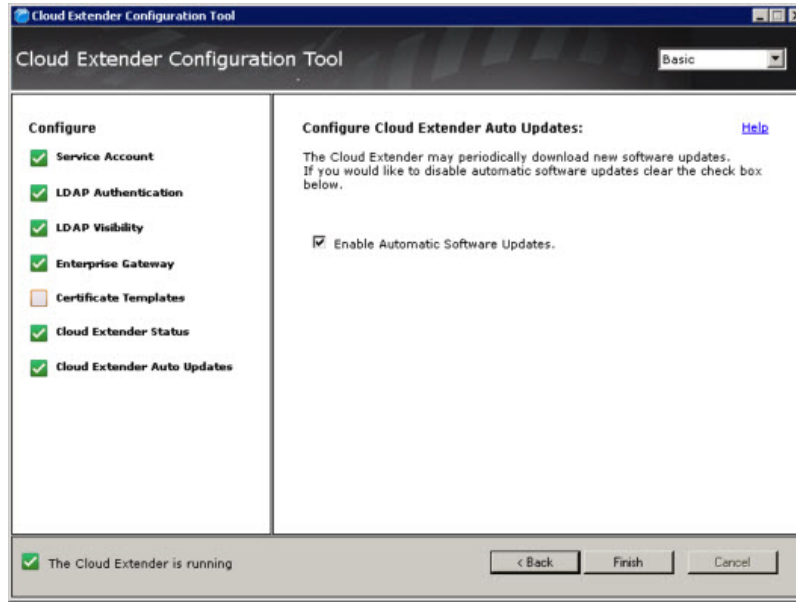 Cloud Extender Configuration Tool
Cloud Extender Configuration Tool
Basic
Configure
Service Account
LDAP Authentication
LDAP Visibility
Enterprise Gateway
Certificate Templates
Cloud Extender Status
Cloud Extender Auto Updates
Configure Cloud Extender Auto Updates:
Help
The Cloud Extender may periodically download new software updates.
If you would like to disable automatic software updates clear the check box
below.
Enable Automatic Software Updates.
The Cloud Extender is running
< Back
Finish
Cancel